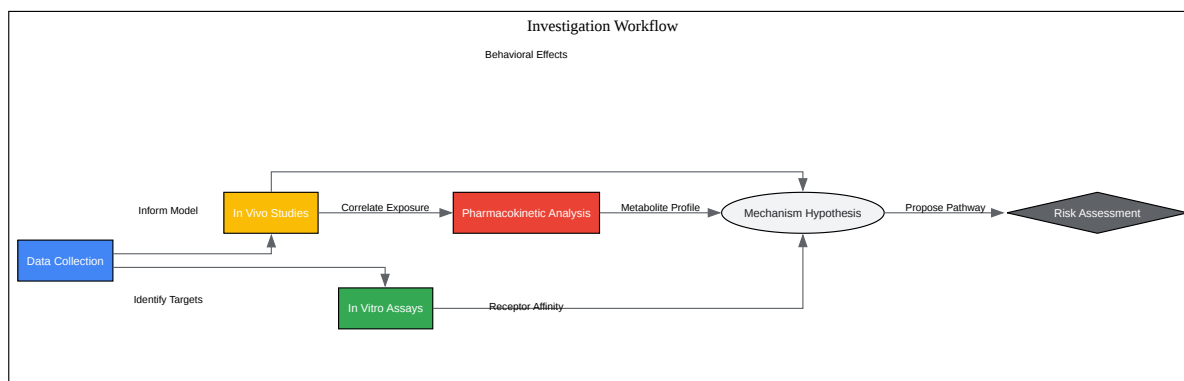 Investigation Workflow
Behavioral Effects
Inform Model
In Vivo Studies
Correlate Exposure
Pharmacokinetic Analysis
Metabolite Profile
Mechanism Hypothesis
Propose Pathway
Risk Assessment
Data Collection
Identify Targets
In Vitro Assays
Receptor Affinity